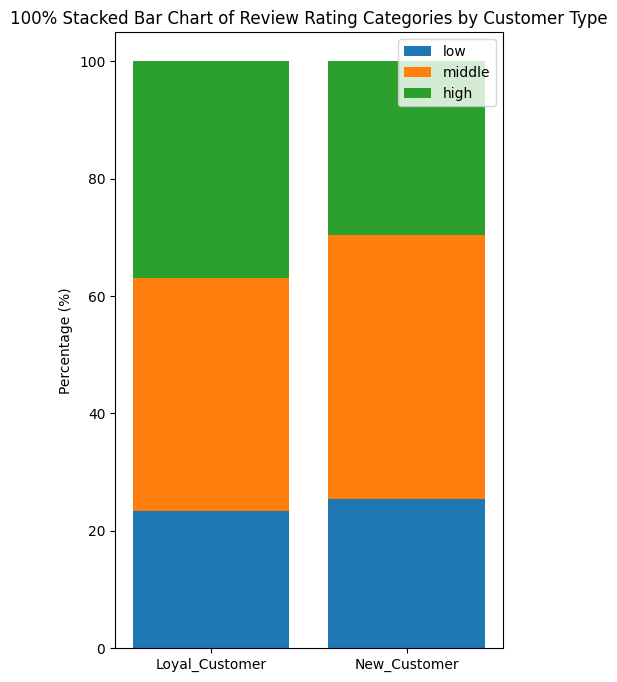 100% Stacked Bar Chart of Review Rating Categories by Customer Type
low
middle
high
100
80
60
40
20
0
Percentage (%)
Loyal_Customer
New_Customer